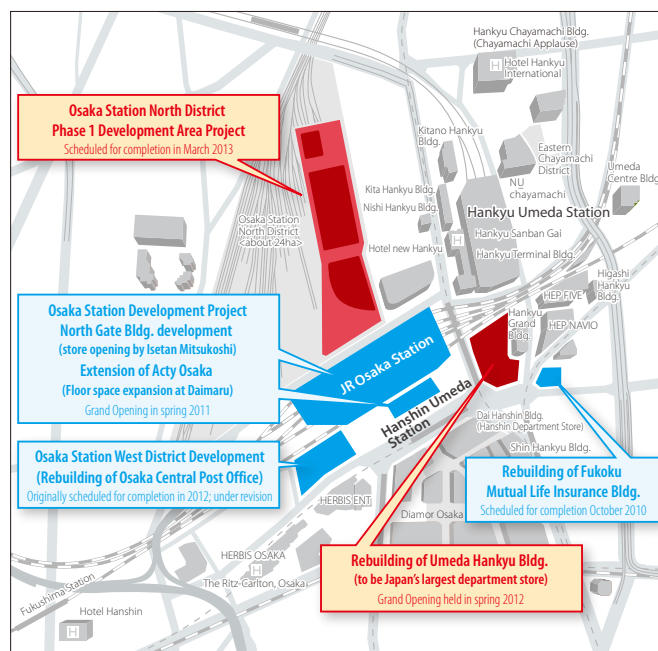 Hankyu Chayamachi Bldg.
(Chayamachi Applause)
H
Hotel Hankyu
International
Osaka Station North District
Phase 1 Development Area Project
Scheduled for completion in March 2013
Kitano Hankyu
Bldg.
Eastern
Chayamachi
District
Umeda
Centre Bldg.
NU
chayamachi
Kita Hankyu Bldg.
Nishi Hankyu Bldg.
Hankyu Umeda Station
Osaka Station
North District
<about 24ha>
H
Hankyu Sanban Gai
Hotel new Hankyu
Hankyu Terminal Bldg.
Higashi
Hankyu
Bldg.
HEP FIVE
Hankyu
Grand
Bldg.
HEP NAVIO
Osaka Station Development Project
North Gate Bldg. development
(store opening by Isetan Mitsukoshi)
Extension of Acty Osaka
(Floor space expansion at Daimaru)
Grand Opening in spring 2011
JR Osaka Station
Hanshin Umeda
Station
Dai Hanshin Bldg.
(Hanshin Department Store)
Shin Hankyu Bldg.
Osaka Station West District Development
(Rebuilding of Osaka Central Post Office)
Originally scheduled for completion in 2012; under revision
Rebuilding of Fukoku
Mutual Life Insurance Bldg.
Scheduled for completion October 2010
HERBIS ENT
Diamor Osaka
HERBIS OSAKA
H
The Ritz-Carlton, Osaka
Rebuilding of Umeda Hankyu Bldg.
(to be Japan's largest department store)
Grand Opening held in spring 2012
Fukushima Station
Hotel Hanshin
H